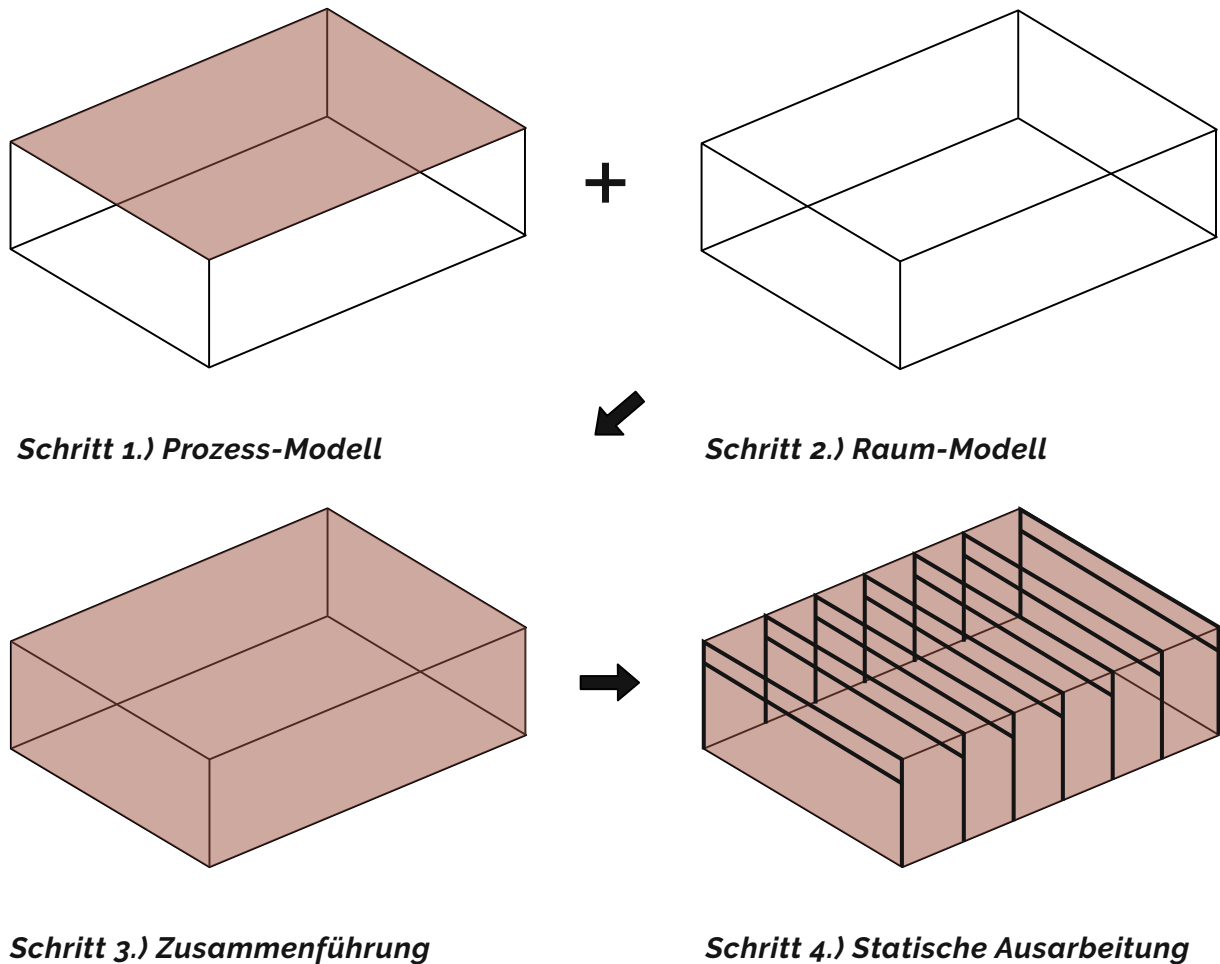 Schritt 1.) Prozess-Modell
Schritt 2.) Raum-Modell
Schritt 3.) Zusammenführung
Schritt 4.) Statische Ausarbeitung